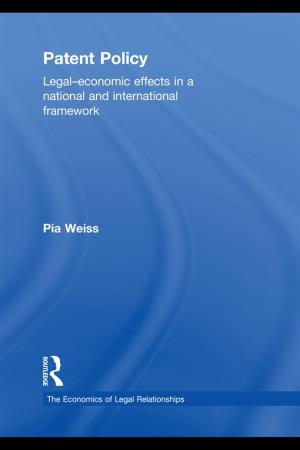 Patent Policy
Legal–economic effects in a
national and international
framework
Pia Weiss
ROUTLEDGE
The Economics of Legal Relationships